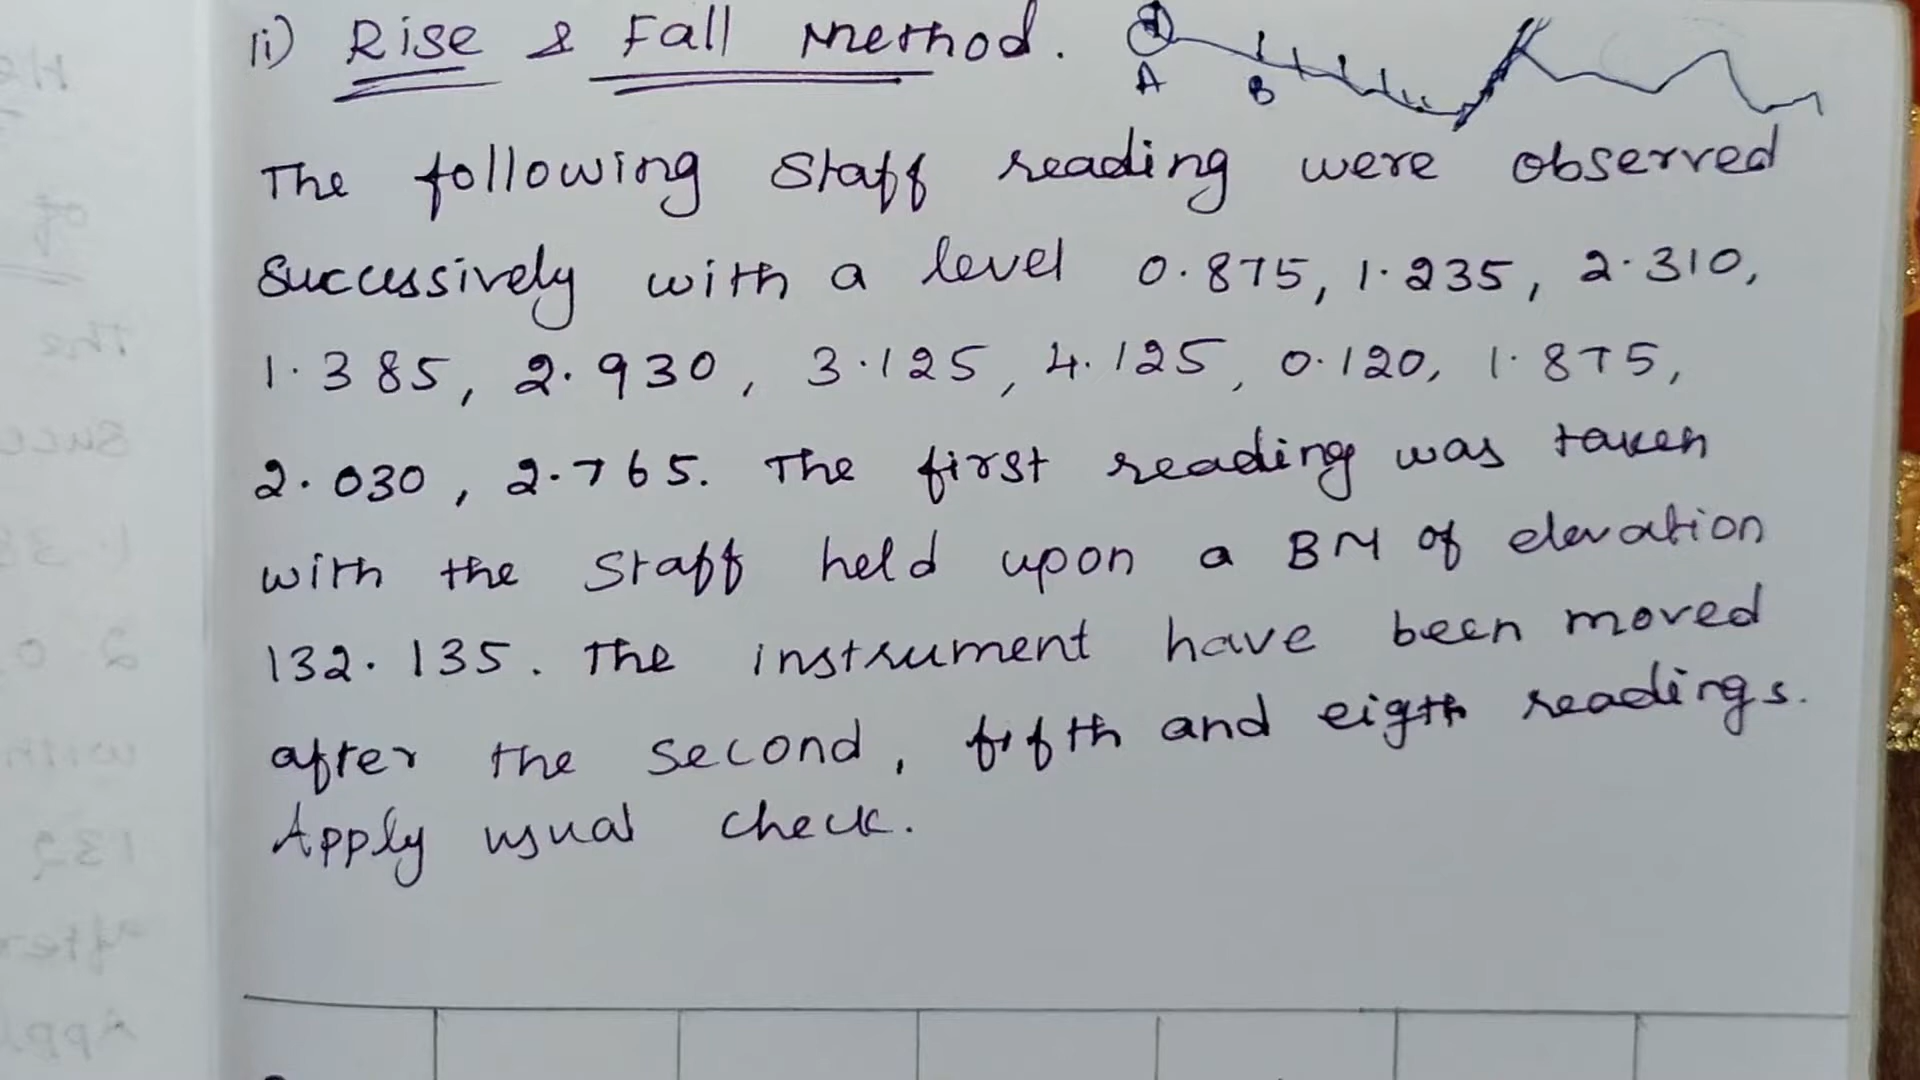 ii) Rise & Fall Method.
A B
The following Staff reading were observed
Successively with a level 0.875, 1.235, 2.310,
1.385, 2.930, 3.125, 4.125, 0.120, 1.875,
2.030, 2.765. The first reading was taken
with the Staff held upon a BM of elevation
132.135. The instrument have been moved
after the second, fifth and eigth readings.
Apply usual check.